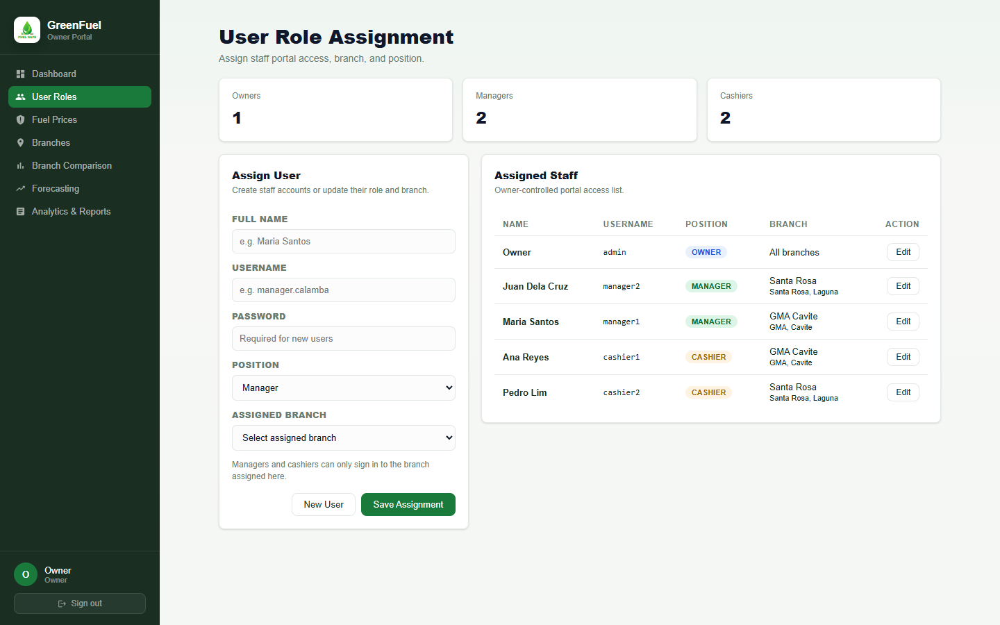 GreenFuel
Owner Portal
Dashboard
User Roles
Fuel Prices
Branches
Branch Comparison
Forecasting
Analytics & Reports
O
Owner
Owner
Sign out
User Role Assignment
Assign staff portal access, branch, and position.
Owners
1
Managers
2
Cashiers
2
Assign User
Create staff accounts or update their role and branch.
FULL NAME
e.g. Maria Santos
USERNAME
e.g. manager.calamba
PASSWORD
Required for new users
POSITION
Manager
ASSIGNED BRANCH
Select assigned branch
Managers and cashiers can only sign in to the branch
assigned here.
New User Save Assignment
Assigned Staff
Owner-controlled portal access list.
NAME USERNAME POSITION BRANCH ACTION
Owner admin OWNER All branches Edit
Juan Dela Cruz manager2 MANAGER Santa Rosa Edit
Santa Rosa, Laguna
Maria Santos manager1 MANAGER GMA Cavite Edit
GMA, Cavite
Ana Reyes cashier1 CASHIER GMA Cavite Edit
GMA, Cavite
Pedro Lim cashier2 CASHIER Santa Rosa Edit
Santa Rosa, Laguna